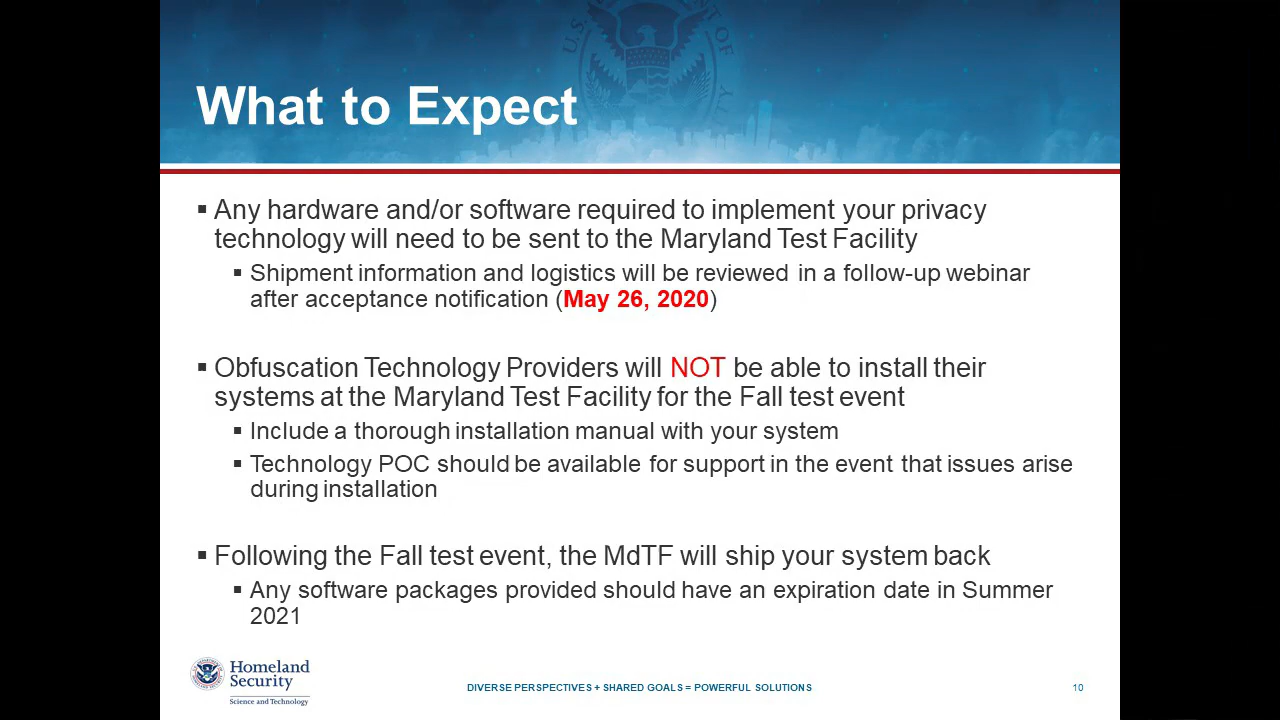 What to Expect
▪ Any hardware and/or software required to implement your privacy
technology will need to be sent to the Maryland Test Facility
▪ Shipment information and logistics will be reviewed in a follow-up webinar
after acceptance notification (May 26, 2020)
▪ Obfuscation Technology Providers will NOT be able to install their
systems at the Maryland Test Facility for the Fall test event
▪ Include a thorough installation manual with your system
▪ Technology POC should be available for support in the event that issues arise
during installation
▪ Following the Fall test event, the MdTF will ship your system back
▪ Any software packages provided should have an expiration date in Summer
2021
Homeland
Security
Science and Technology
DIVERSE PERSPECTIVES + SHARED GOALS = POWERFUL SOLUTIONS
10